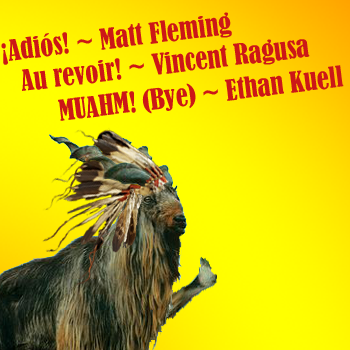 ¡Adiós! ~ Matt Fleming
Au revoir! ~ Vincent Ragusa
MUAHM! (Bye) ~ Ethan Kuell